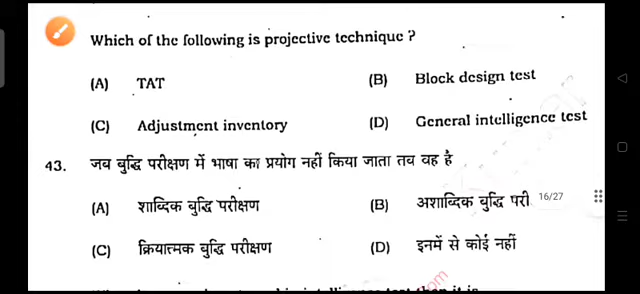 Which of the following is projective technique ?
(A) TAT (B) Block design test
(C) Adjustment inventory (D) General intelligence test
43. जब बुद्धि परीक्षण में भाषा का प्रयोग नहीं किया जाता तब वह है
(A) शाब्दिक बुद्धि परीक्षण (B) अशाब्दिक बुद्धि परी 16/27
(C) क्रियात्मक बुद्धि परीक्षण (D) इनमें से कोई नहीं